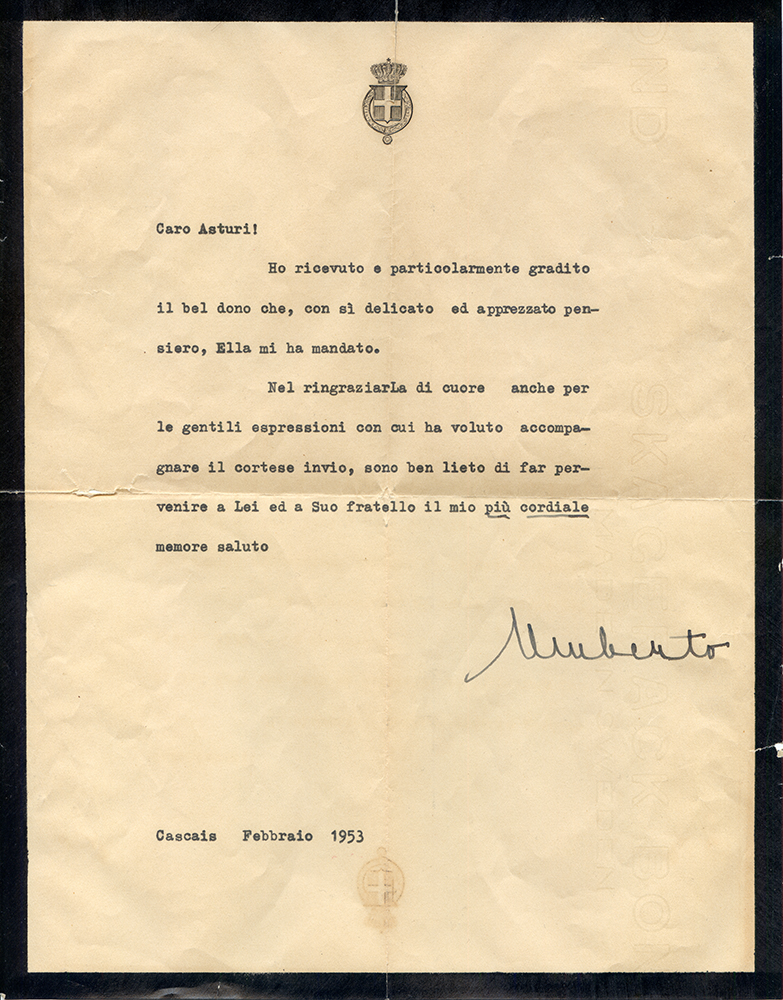 Caro Asturi!
Ho ricevuto e particolarmente gradito
il bel dono che, con sì delicato ed apprezzato pen-
siero, Ella mi ha mandato.
Nel ringraziarLa di cuore anche per
le gentili espressioni con cui ha voluto accompa-
gnare il cortese invio, sono ben lieto di far per-
venire a Lei ed a Suo fratello il mio più cordiale
memore saluto
Umberto
Cascais Febbraio 1953